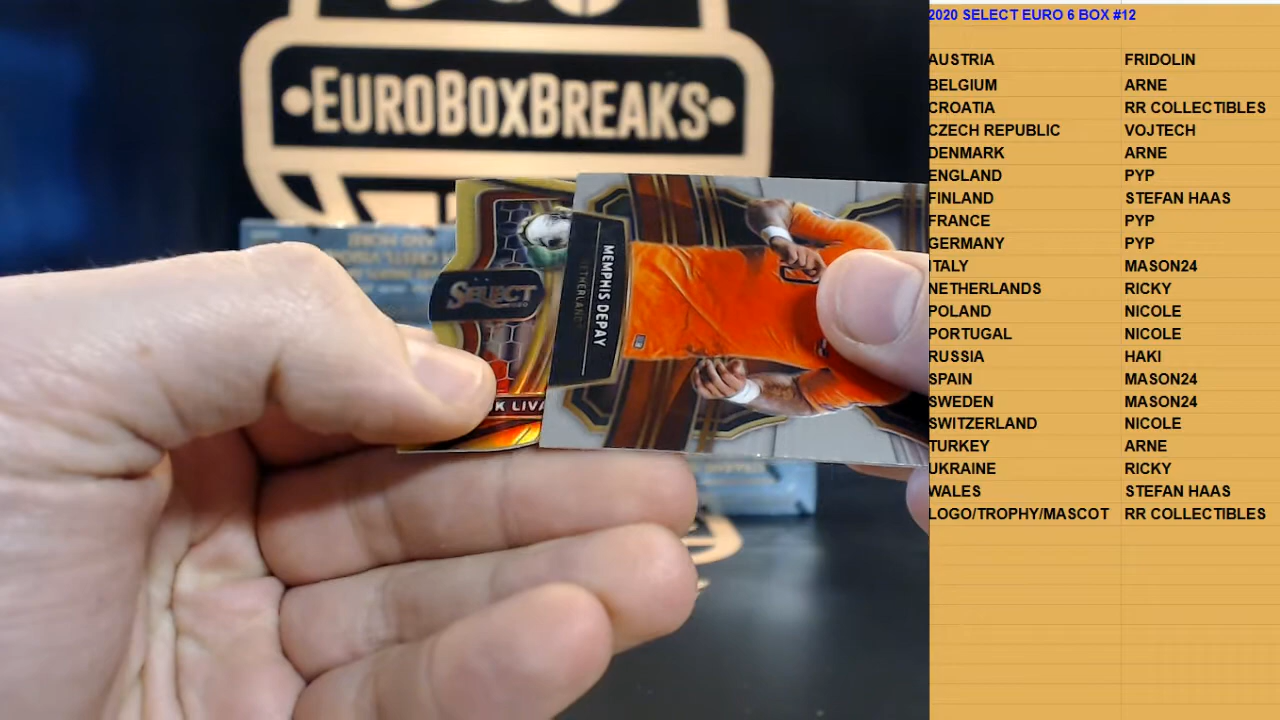 EUROBOXBREAKS
SELECT
K LIVA
MEMPHIS DEPAY
NETHERLANDS
2020 SELECT EURO 6 BOX #12
AUSTRIA FRIDOLIN
BELGIUM ARNE
CROATIA RR COLLECTIBLES
CZECH REPUBLIC VOJTECH
DENMARK ARNE
ENGLAND PYP
FINLAND STEFAN HAAS
FRANCE PYP
GERMANY PYP
ITALY MASON24
NETHERLANDS RICKY
POLAND NICOLE
PORTUGAL NICOLE
RUSSIA HAKI
SPAIN MASON24
SWEDEN MASON24
SWITZERLAND NICOLE
TURKEY ARNE
UKRAINE RICKY
WALES STEFAN HAAS
LOGO/TROPHY/MASCOT RR COLLECTIBLES